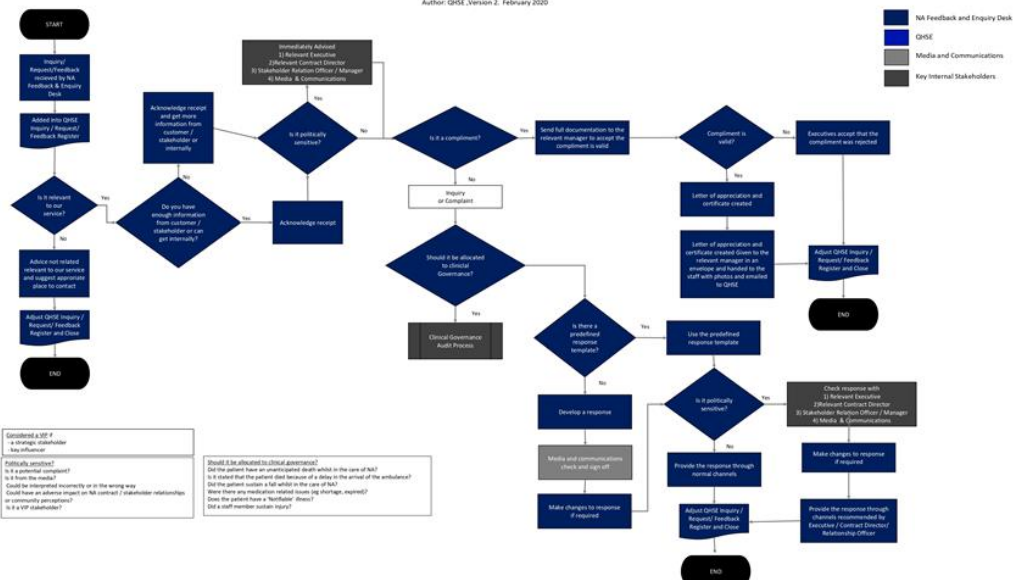 Author: QHSE ,Version 2. February 2020
NA Feedback and Enquiry Desk
QHSE
Media and Communications
Key Internal Stakeholders
START
Inquiry/
Request/Feedback
recieved by NA
Feedback & Enquiry
Desk
Added into QHSE
Inquiry / Request/
Feedback Register
Is it relevant
to our
service?
Yes
No
Advice not related
relevant to our service
and suggest approriate
place to contact
Adjust QHSE Inquiry /
Request/ Feedback
Register and Close
END
Do you have
enough information
from customer /
stakeholder or can
get internally?
No
Yes
Acknowledge receipt
and get more
information from
customer /
stakeholder or
internally
Acknowledge receipt
Is it politically
sensitive?
Yes
No
Immediately Advised
1) Relevant Executive
2)Relevant Contract Director
3) Stakeholder Relation Officer / Manager
4) Media & Communications
Is it a compliment?
Yes
No
Send full documentation to the
relevant manager to accept the
compliment is valid
Compliment is
valid?
No
Yes
Executives accept that the
compliment was rejected
Letter of appreciation and
certificate created
Letter of appreciation and
certificate created Given to the
relevant manager in an
envelope and handed to the
staff with photos and emailed
to QHSE
Adjust QHSE Inquiry /
Request/ Feedback
Register and Close
END
Inquiry
or Complaint
Should it be allocated
to clinicial
Governance?
Yes
Clinical Governance
Audit Process
Is there a
predefined
response
template?
Yes
No
Use the predefined
response template
Develop a response
Media and communications
check and sign off
Make changes to response
if required
Is it politically
sensitive?
Yes
No
Check response with
1) Relevant Executive
2)Relevant Contract Director
3) Stakeholder Relation Officer / Manager
4) Media & Communications
Make changes to response
if required
Provide the response through
channels recommended by
Executive / Contract Director/
Relationship Officer
Provide the response through
normal channels
Adjust QHSE Inquiry /
Request/ Feedback
Register and Close
END
Considered a VIP if
- a strategic stakeholder
- key influencer
Politically sensitive?
Is it a potential complaint?
Is it from the media?
Could be interpreted incorrectly or in the wrong way
Could have an adverse impact on NA contract / stakeholder relationships
or community perceptions?
Is it a VIP stakeholder?
Should it be allocated to clinical governance?
Did the patient have an unanticipated death whilst in the care of NA?
Is it stated that the patient died because of a delay in the arrival of the ambulance?
Did the patient sustain a fall whilst in the care of NA?
Were there any medication related issues (eg shortage, expired)?
Does the patient have a 'Notifiable' illness?
Did a staff member sustain injury?